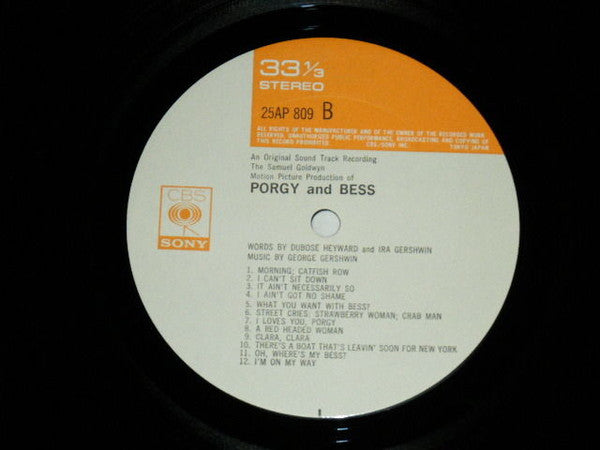 33 1/3
STEREO
25AP 809 B
ALL RIGHTS OF THE MANUFACTURER AND OF THE OWNER OF THE RECORDED WORK
RESERVED. UNAUTHORISED PUBLIC PERFORMANCE, BROADCASTING AND COPYING OF
THIS RECORD PROHIBITED CBS/SONY INC. TOKYO JAPAN
An Original Sound Track Recording
The Samuel Goldwyn
Motion Picture Production of
PORGY and BESS
CBS
SONY
WORDS BY DUBOSE HEYWARD and IRA GERSHWIN
MUSIC BY GEORGE GERSHWIN
1. MORNING; CATFISH ROW
2. I CAN'T SIT DOWN
3. IT AIN'T NECESSARILY SO
4. I AIN'T GOT NO SHAME
5. WHAT YOU WANT WITH BESS?
6. STREET CRIES; STRAWBERRY WOMAN; CRAB MAN
7. I LOVES YOU, PORGY
8. A RED HEADED WOMAN
9. CLARA, CLARA
10. THERE'S A BOAT THAT'S LEAVIN' SOON FOR NEW YORK
11. OH, WHERE'S MY BESS?
12. I'M ON MY WAY